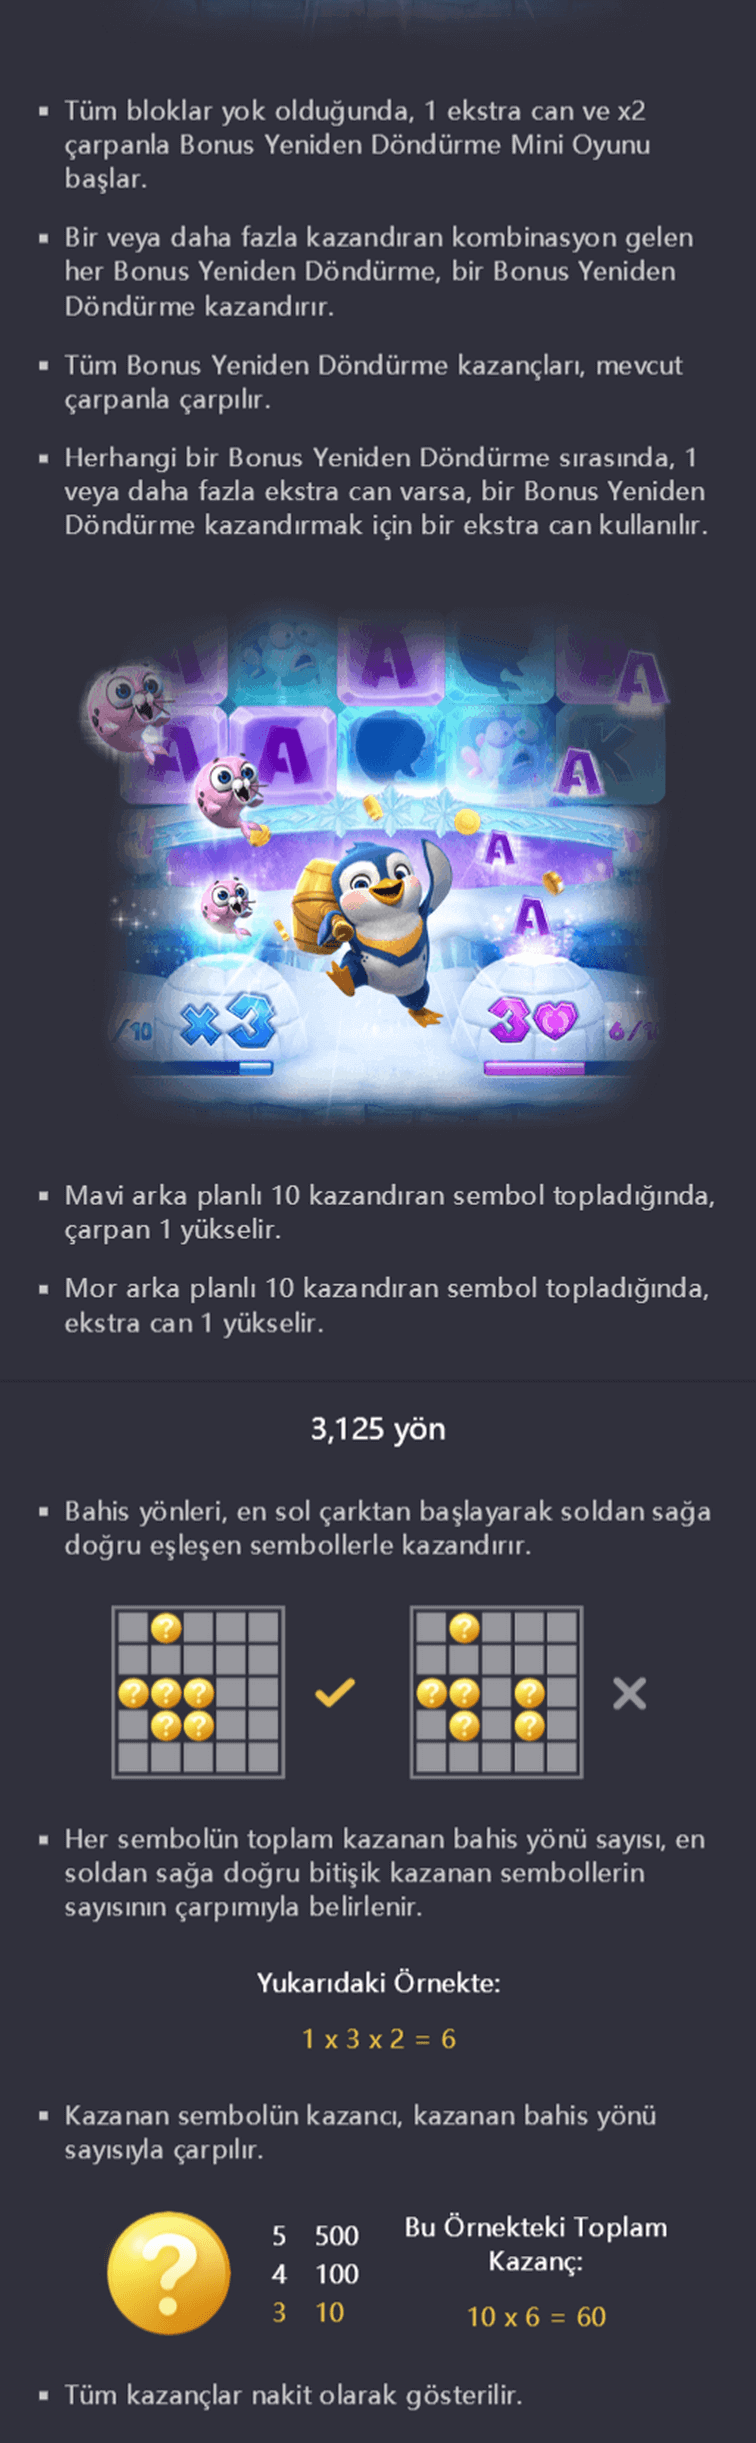 ▪ Tüm bloklar yok olduğunda, 1 ekstra can ve x2
çarpanla Bonus Yeniden Döndürme Mini Oyunu
başlar.
▪ Bir veya daha fazla kazandıran kombinasyon gelen
her Bonus Yeniden Döndürme, bir Bonus Yeniden
Döndürme kazandırır.
▪ Tüm Bonus Yeniden Döndürme kazançları, mevcut
çarpanla çarpılır.
▪ Herhangi bir Bonus Yeniden Döndürme sırasında, 1
veya daha fazla ekstra can varsa, bir Bonus Yeniden
Döndürme kazandırmak için bir ekstra can kullanılır.
A A A
A A K
A
A
A
/10 x3 3 6/1
▪ Mavi arka planlı 10 kazandıran sembol topladığında,
çarpan 1 yükselir.
▪ Mor arka planlı 10 kazandıran sembol topladığında,
ekstra can 1 yükselir.
3,125 yön
▪ Bahis yönleri, en sol çarktan başlayarak soldan sağa
doğru eşleşen sembollerle kazandırır.
? ?
? ? ? ? ? ?
? ? ? ?
▪ Her sembolün toplam kazanan bahis yönü sayısı, en
soldan sağa doğru bitişik kazanan sembollerin
sayısının çarpımıyla belirlenir.
Yukarıdaki Örnekte:
1 x 3 x 2 = 6
▪ Kazanan sembolün kazancı, kazanan bahis yönü
sayısıyla çarpılır.
?
5 500
4 100
3 10
Bu Örnekteki Toplam
Kazanç:
10 x 6 = 60
▪ Tüm kazançlar nakit olarak gösterilir.